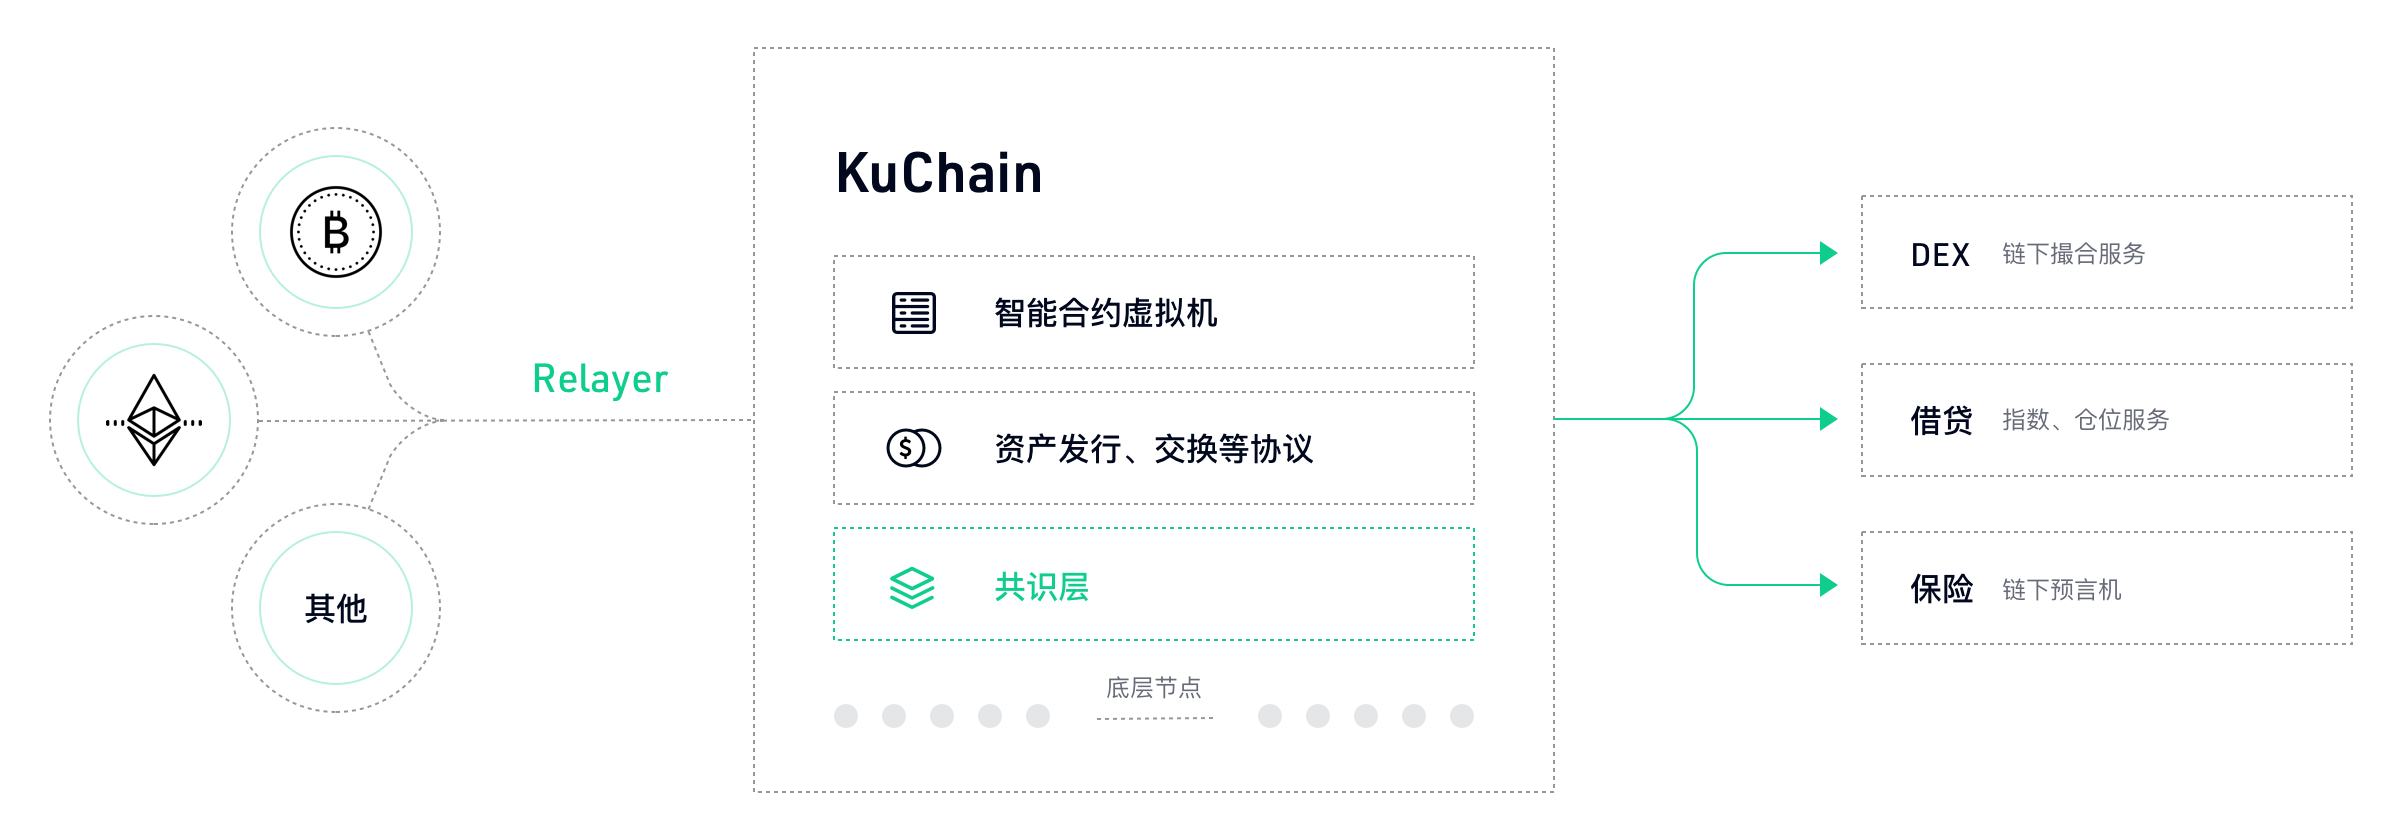 其他
Relayer
KuChain
智能合约虚拟机
资产发行、交换等协议
共识层
底层节点
DEX 链下撮合服务
借贷 指数、仓位服务
保险 链下预言机